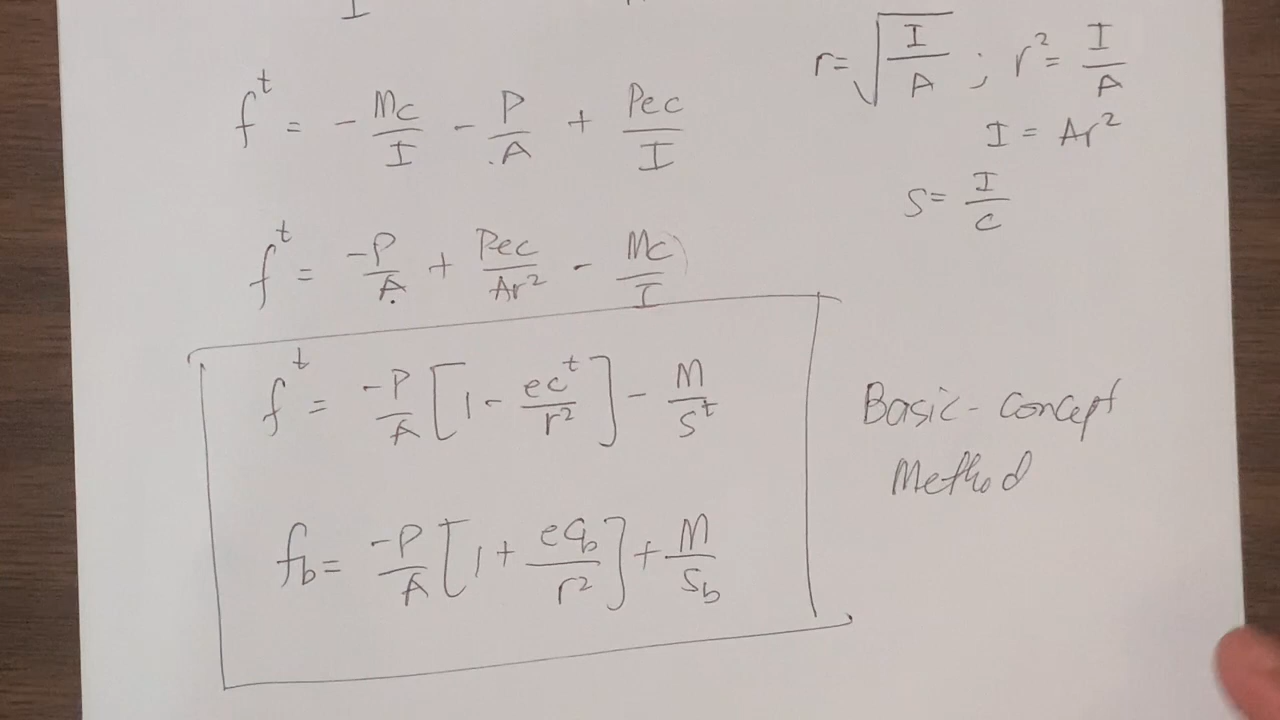 I
f^t = - Mc/I - P/A + Pec/I
f^t = -P/A + Pec/Ar² - Mc/I
f^t = -P/A [1 - ec^t/r²] - M/S^t
f_b = -P/A [1 + ec_b/r²] + M/S_b
r = √(I/A) ; r² = I/A
I = Ar²
S = I/c
Basic-concept
Method